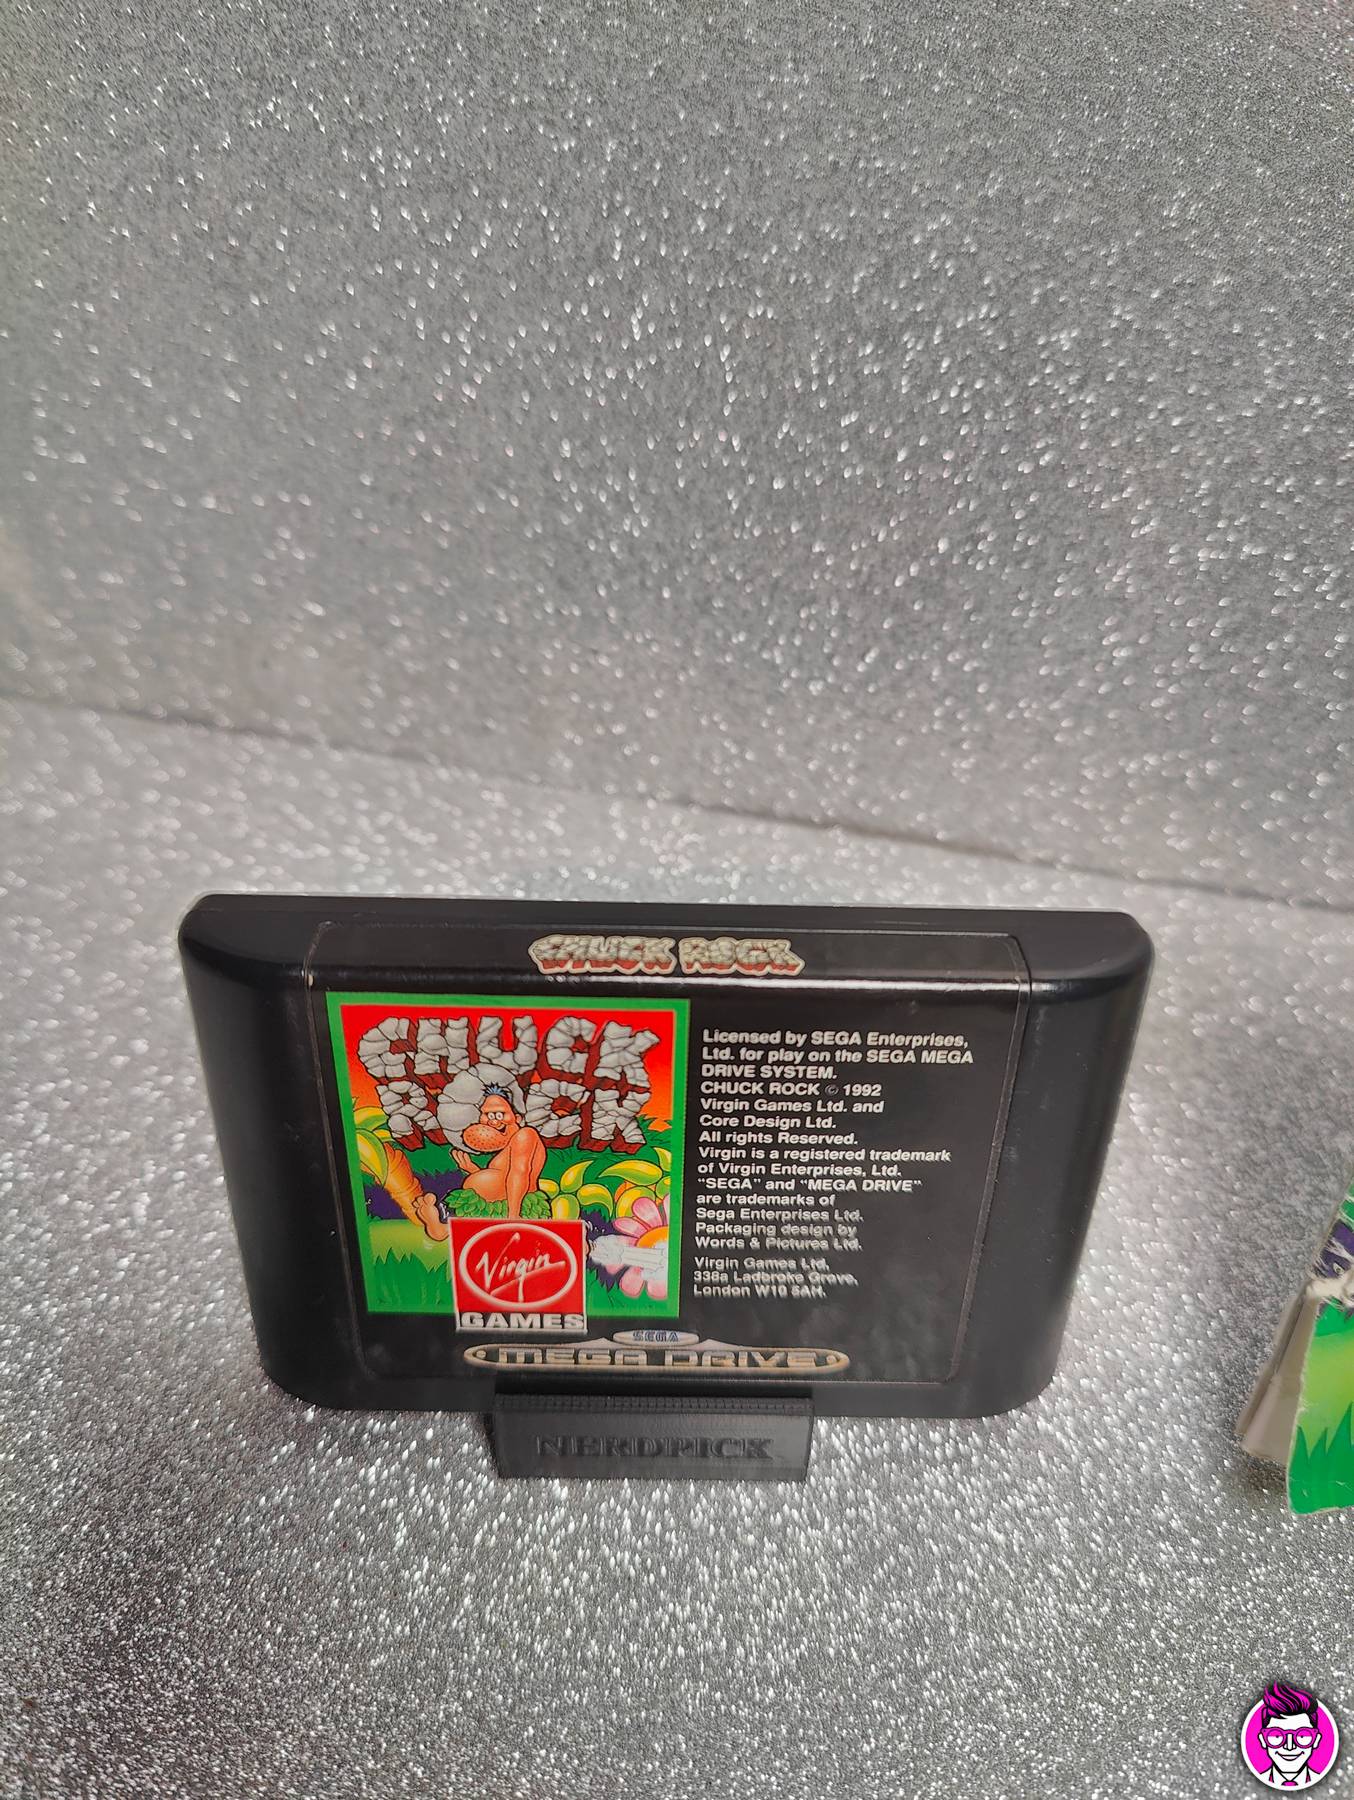 CHUCK ROCK
CHUCK
ROCK
Licensed by SEGA Enterprises,
Ltd. for play on the SEGA MEGA
DRIVE SYSTEM.
CHUCK ROCK © 1992
Virgin Games Ltd. and
Core Design Ltd.
All rights Reserved.
Virgin is a registered trademark
of Virgin Enterprises, Ltd.
"SEGA" and "MEGA DRIVE"
are trademarks of
Sega Enterprises Ltd.
Packaging design by
Words & Pictures Ltd.
Virgin Games Ltd,
338a Ladbroke Grove,
London W10 5AH.
Virgin
GAMES
SEGA
MEGA DRIVE
NERDPICK